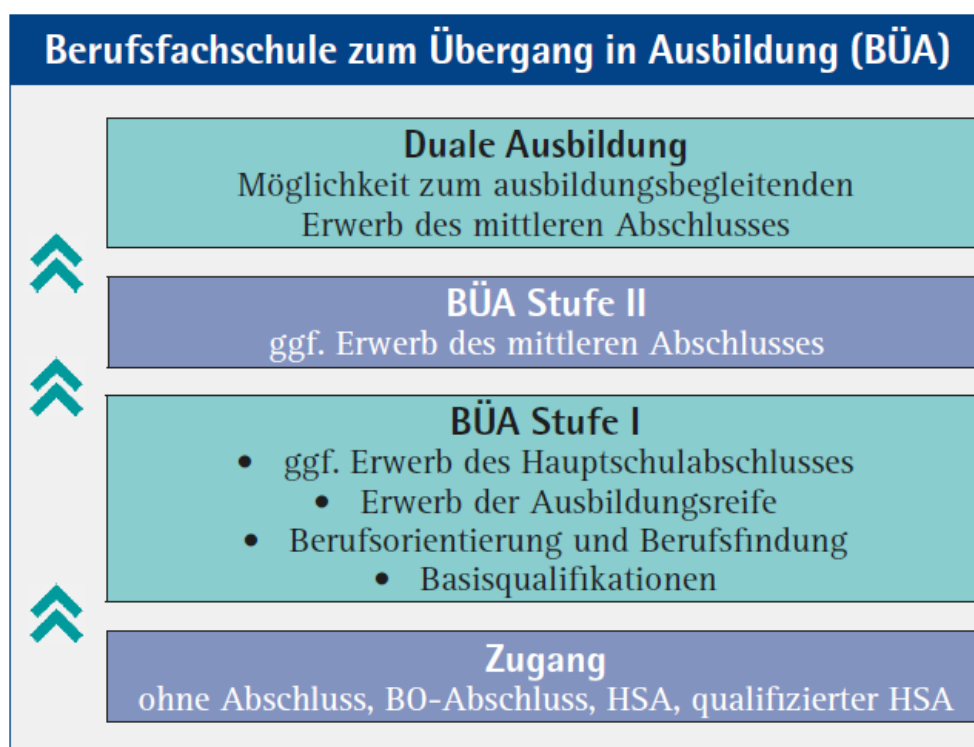 Berufsfachschule zum Übergang in Ausbildung (BÜA)
Duale Ausbildung
Möglichkeit zum ausbildungsbegleitenden
Erwerb des mittleren Abschlusses
BÜA Stufe II
ggf. Erwerb des mittleren Abschlusses
BÜA Stufe I
• ggf. Erwerb des Hauptschulabschlusses
• Erwerb der Ausbildungsreife
• Berufsorientierung und Berufsfindung
• Basisqualifikationen
Zugang
ohne Abschluss, BO-Abschluss, HSA, qualifizierter HSA